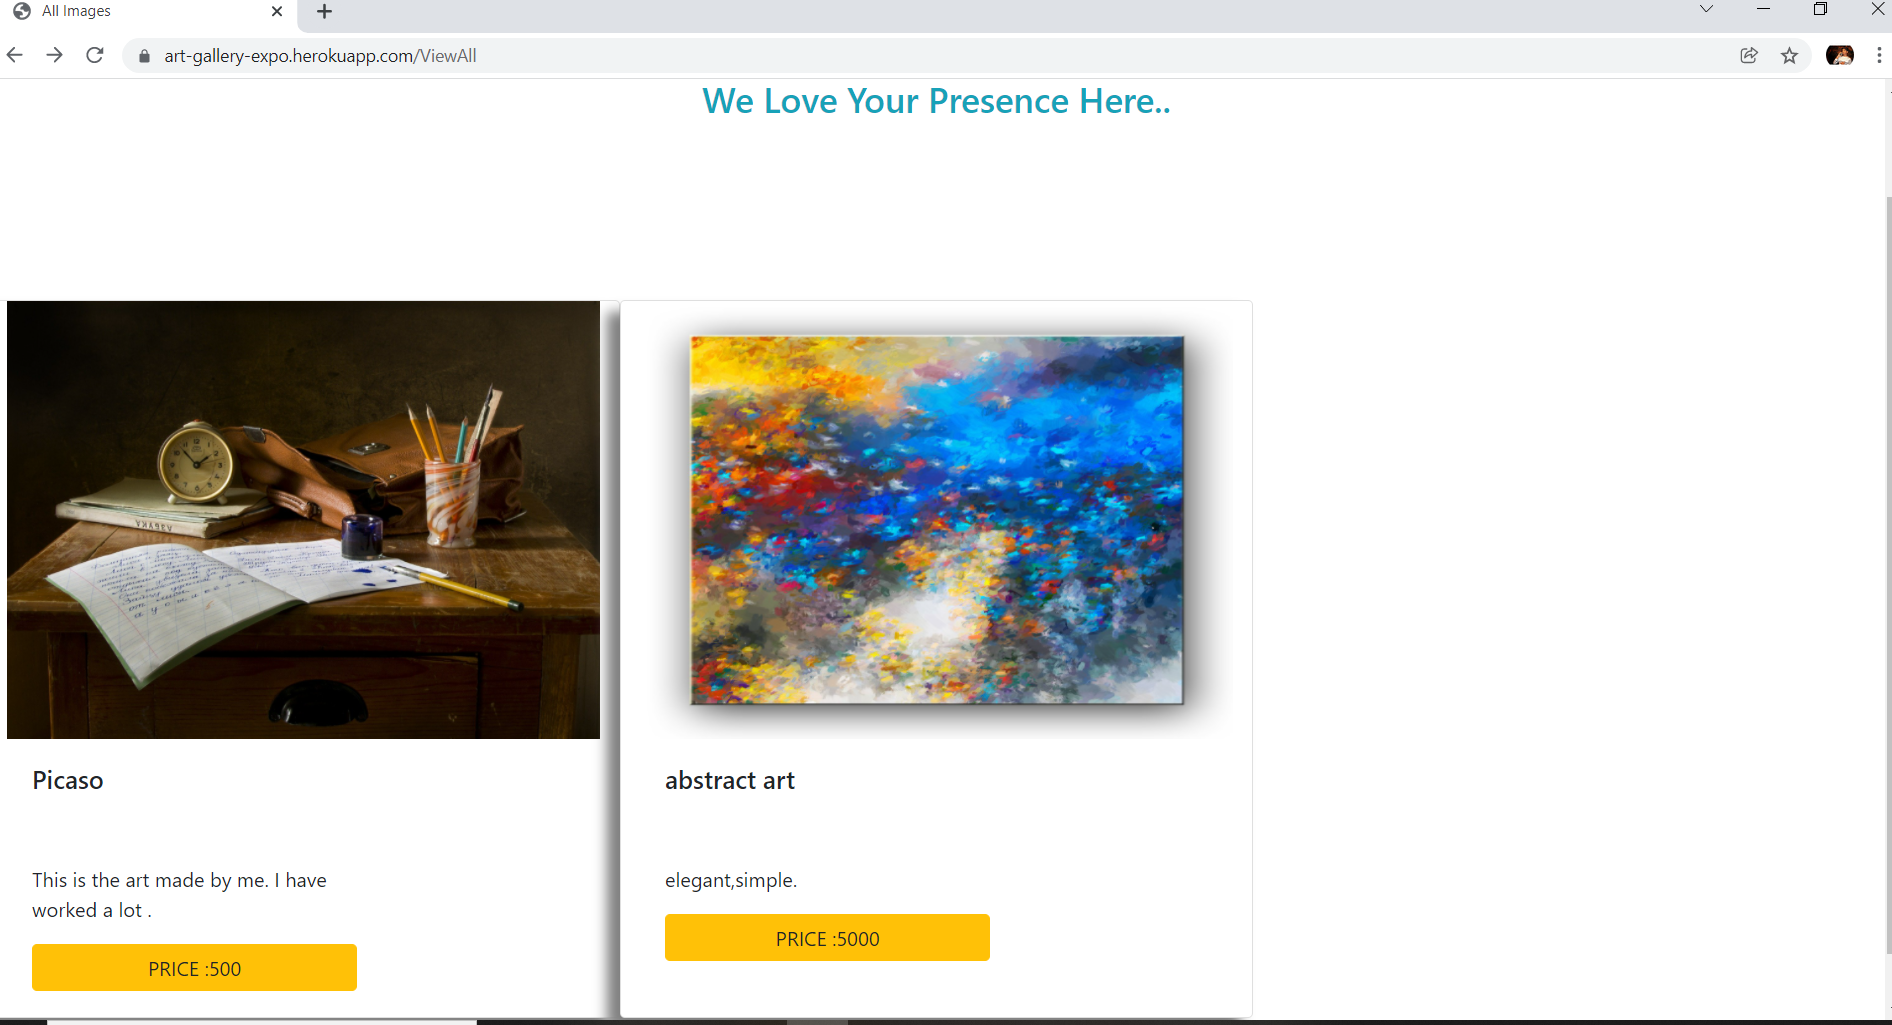 All Images
art-gallery-expo.herokuapp.com/ViewAll
We Love Your Presence Here..
Picaso
This is the art made by me. I have
worked a lot .
PRICE :500
abstract art
elegant,simple.
PRICE :5000